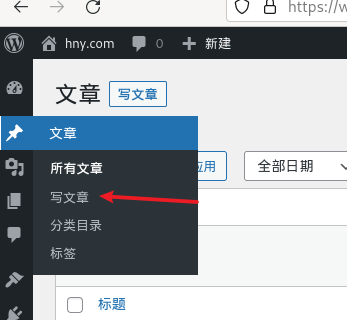 https://w
hny.com 0 新建
文章 写文章
文章
所有文章
应用 全部日期
写文章
分类目录
标签
标题